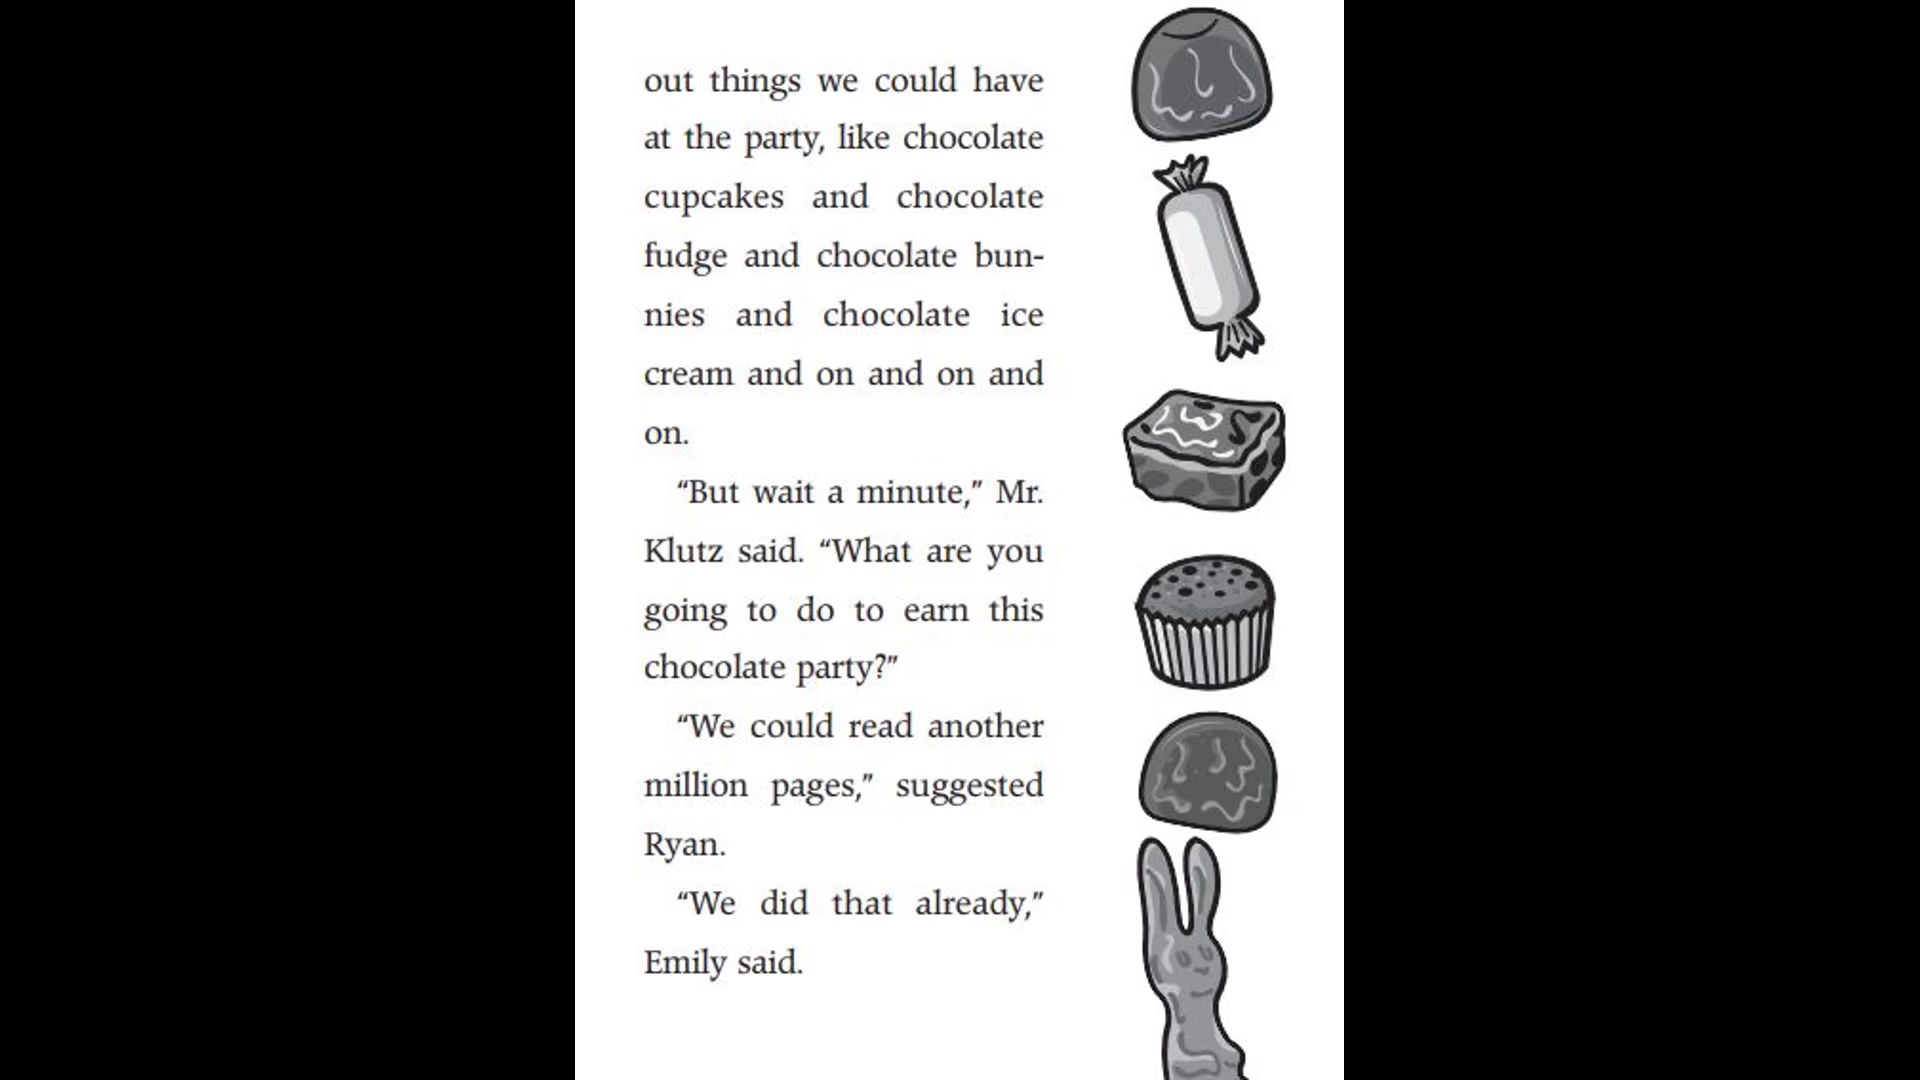 out things we could have
at the party, like chocolate
cupcakes and chocolate
fudge and chocolate bun-
nies and chocolate ice
cream and on and on and
on.
“But wait a minute,” Mr.
Klutz said. “What are you
going to do to earn this
chocolate party?”
“We could read another
million pages,” suggested
Ryan.
“We did that already,”
Emily said.